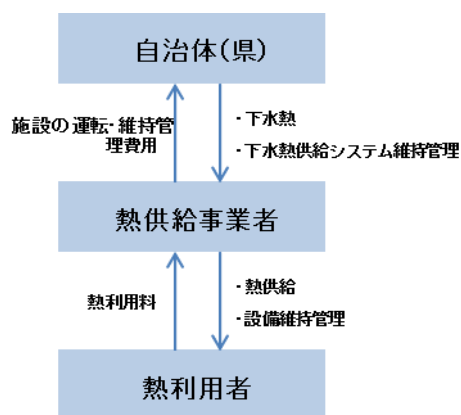 自治体(県)
施設の運転・維持管
理費用
・下水熱
・下水熱供給システム維持管理
熱供給事業者
熱利用料
・熱供給
・設備維持管理
熱利用者